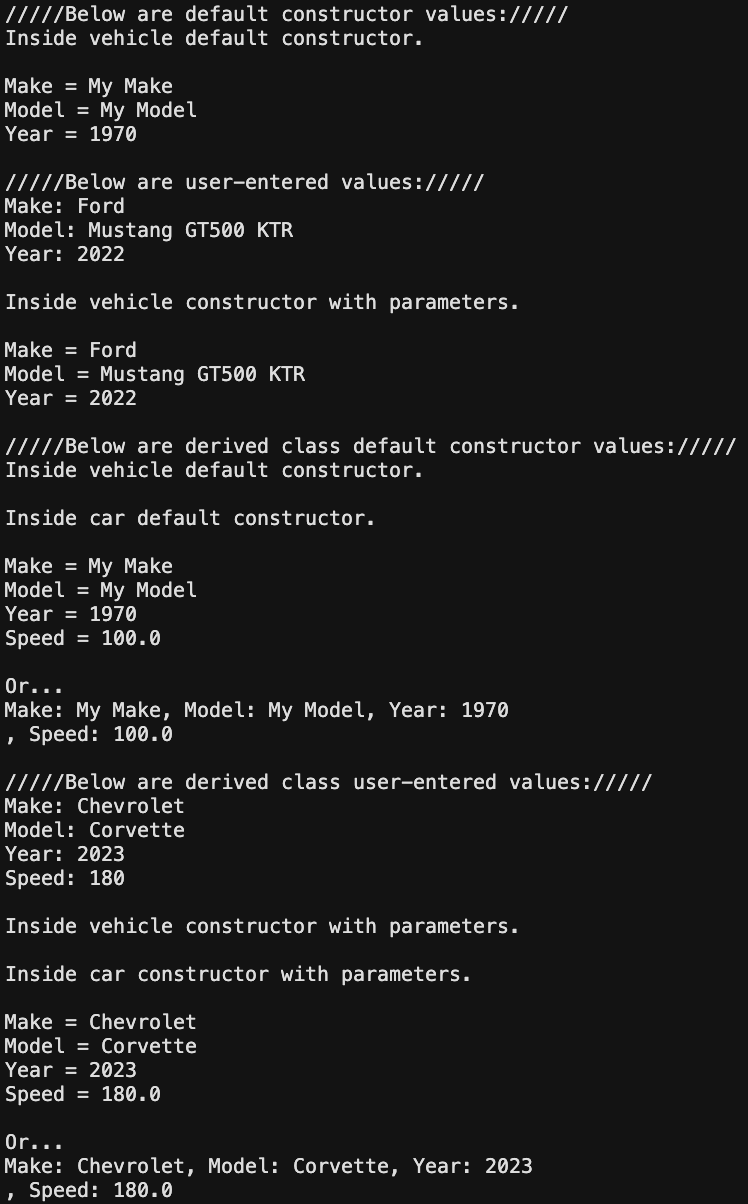 /////Below are default constructor values://///
Inside vehicle default constructor.
Make = My Make
Model = My Model
Year = 1970
/////Below are user-entered values://///
Make: Ford
Model: Mustang GT500 KTR
Year: 2022
Inside vehicle constructor with parameters.
Make = Ford
Model = Mustang GT500 KTR
Year = 2022
/////Below are derived class default constructor values://///
Inside vehicle default constructor.
Inside car default constructor.
Make = My Make
Model = My Model
Year = 1970
Speed = 100.0
Or...
Make: My Make, Model: My Model, Year: 1970
, Speed: 100.0
/////Below are derived class user-entered values://///
Make: Chevrolet
Model: Corvette
Year: 2023
Speed: 180
Inside vehicle constructor with parameters.
Inside car constructor with parameters.
Make = Chevrolet
Model = Corvette
Year = 2023
Speed = 180.0
Or...
Make: Chevrolet, Model: Corvette, Year: 2023
, Speed: 180.0